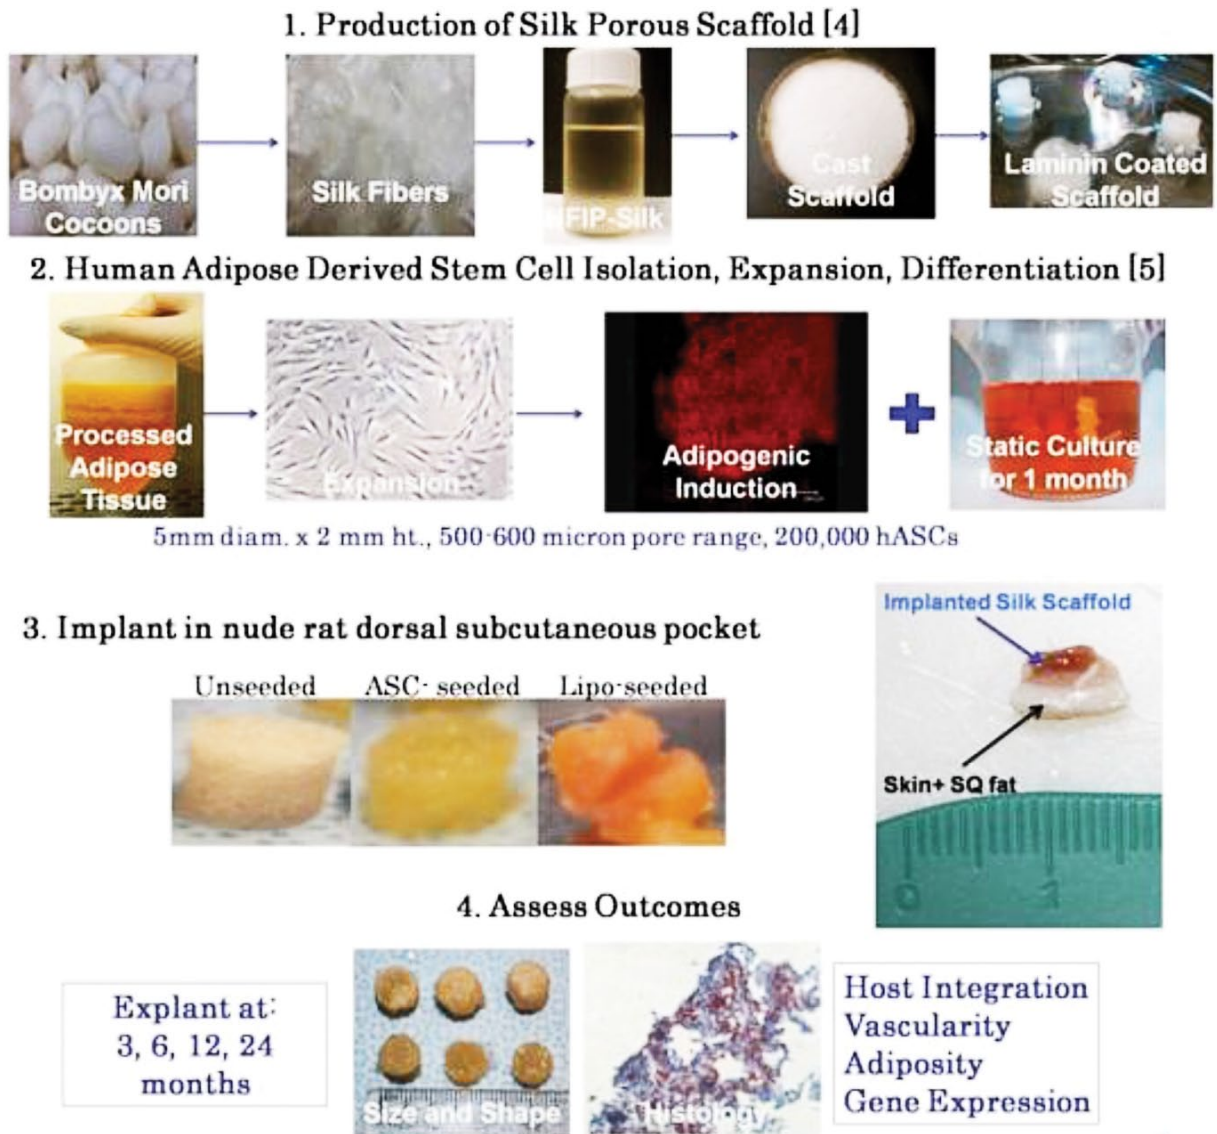 1. Production of Silk Porous Scaffold [4]
Bombyx Mori
Cocoons
Silk Fibers
HFIP-Silk
Cast
Scaffold
Laminin Coated
Scaffold
2. Human Adipose Derived Stem Cell Isolation, Expansion, Differentiation [5]
Processed
Adipose
Tissue
Expansion
Adipogenic
Induction
Static Culture
for 1 month
5mm diam. x 2 mm ht., 500-600 micron pore range, 200,000 hASCs
3. Implant in nude rat dorsal subcutaneous pocket
Unseeded ASC- seeded Lipo-seeded
Implanted Silk Scaffold
Skin+ SQ fat
0 1
4. Assess Outcomes
Explant at:
3, 6, 12, 24
months
Size and Shape
Histology
Host Integration
Vascularity
Adiposity
Gene Expression